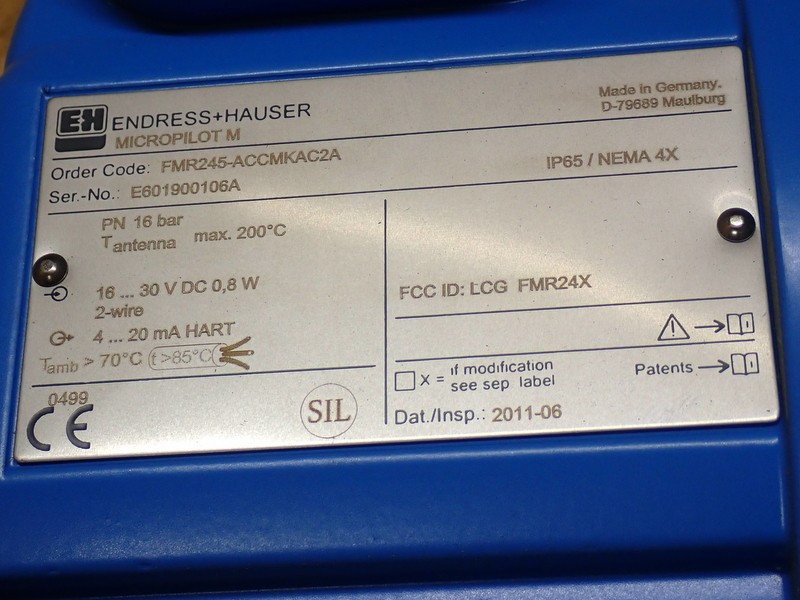 EH ENDRESS+HAUSER
MICROPILOT M
Made in Germany.
D-79689 Maulburg
Order Code: FMR245-ACCMKAC2A
IP65 / NEMA 4X
Ser.-No.: E601900106A
PN 16 bar
Tantenna max. 200°C
16 ... 30 V DC 0,8 W
2-wire
4 ... 20 mA HART
Tamb > 70°C (t >85°C)
0499
CE
SIL
FCC ID: LCG FMR24X
X = if modification
see sep label
Patents
Dat./Insp.: 2011-06